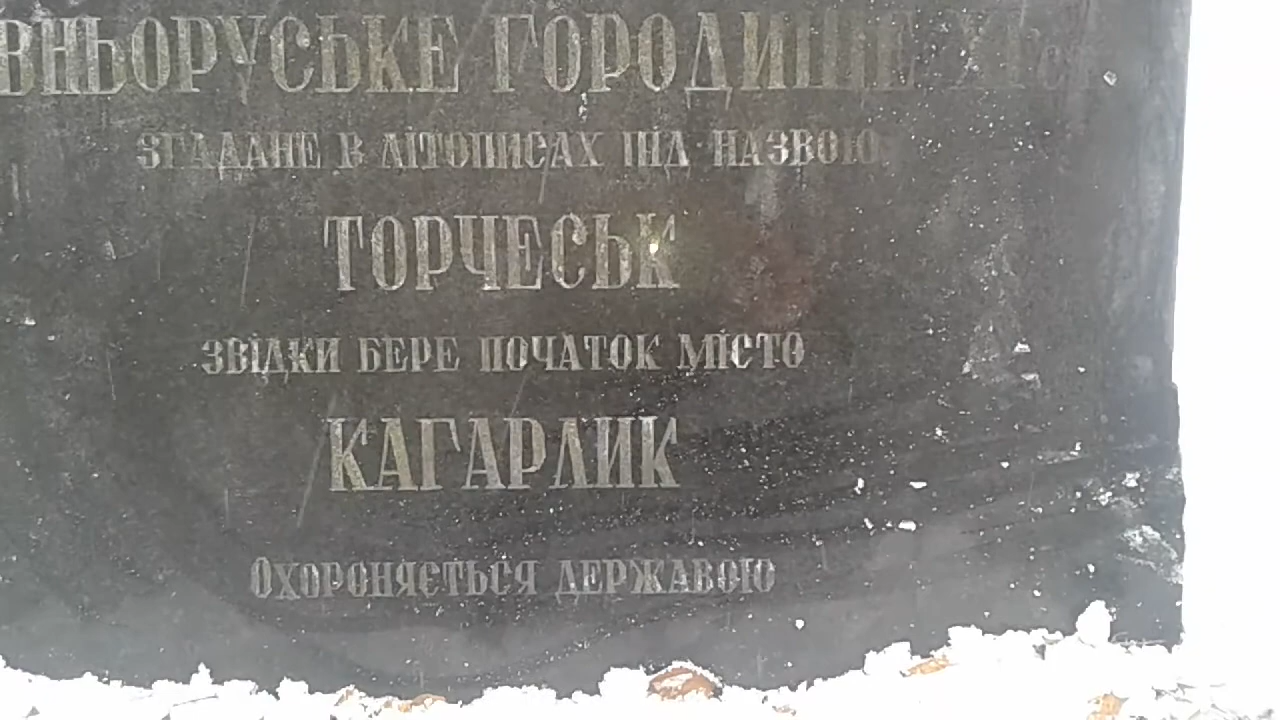 ВНЬОРУСЬКЕ ГОРОДИЩЕ
ЗГАДАНЕ В ЛІТОПИСАХ ПІД НАЗВОЮ
ТОРЧЕСЬК
ЗВІДКИ БЕРЕ ПОЧАТОК МІСТО
КАГАРЛИК
ОХОРОНЯЄТЬСЯ ДЕРЖАВОЮ